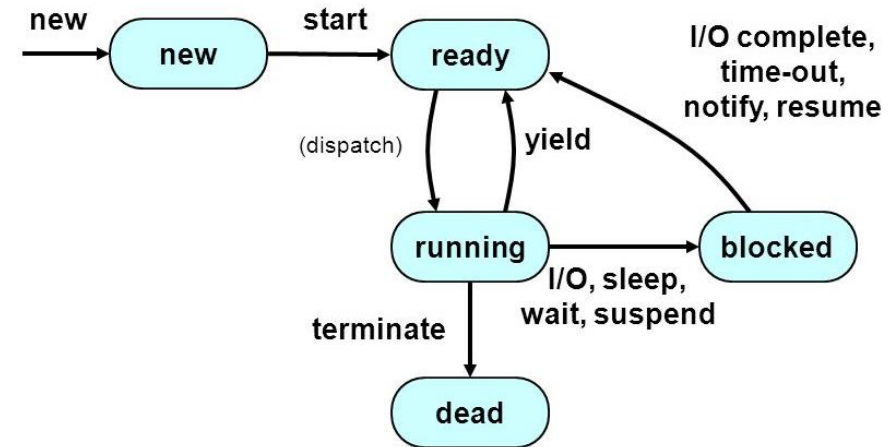 new
new
start
ready
I/O complete,
time-out,
notify, resume
(dispatch)
yield
running
blocked
I/O, sleep,
wait, suspend
terminate
dead